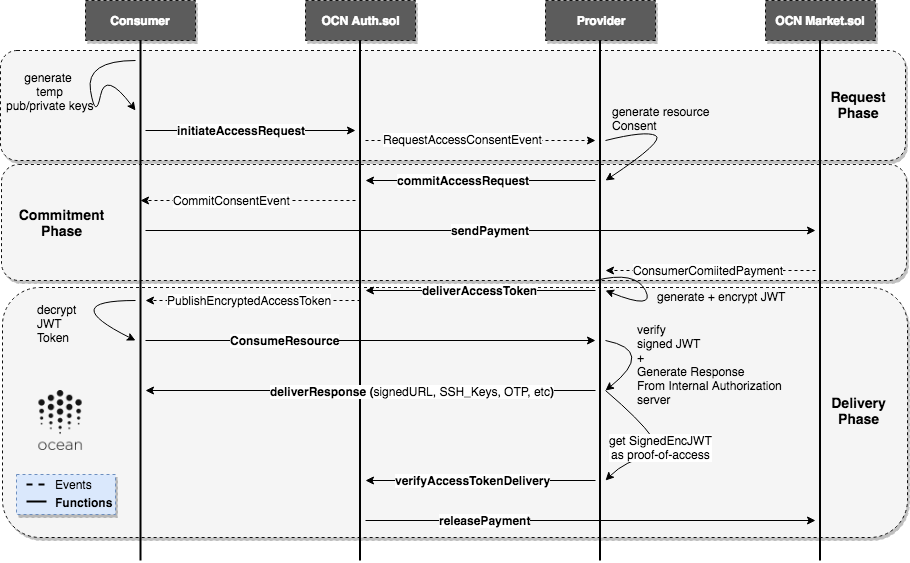 Consumer
OCN Auth.sol
Provider
OCN Market.sol
generate
temp
pub/private keys
Request
Phase
generate resource
Consent
initiateAccessRequest
RequestAccessConsentEvent
commitAccessRequest
CommitConsentEvent
Commitment
Phase
sendPayment
ConsumerComiitedPayment
deliverAccessToken
generate + encrypt JWT
PublishEncryptedAccessToken
decrypt
JWT
Token
ConsumeResource
verify
signed JWT
+
Generate Response
From Internal Authorization
server
deliverResponse (signedURL, SSH_Keys, OTP, etc)
Delivery
Phase
ocean
get SignedEncJWT
as proof-of-access
verifyAccessTokenDelivery
Events
Functions
releasePayment